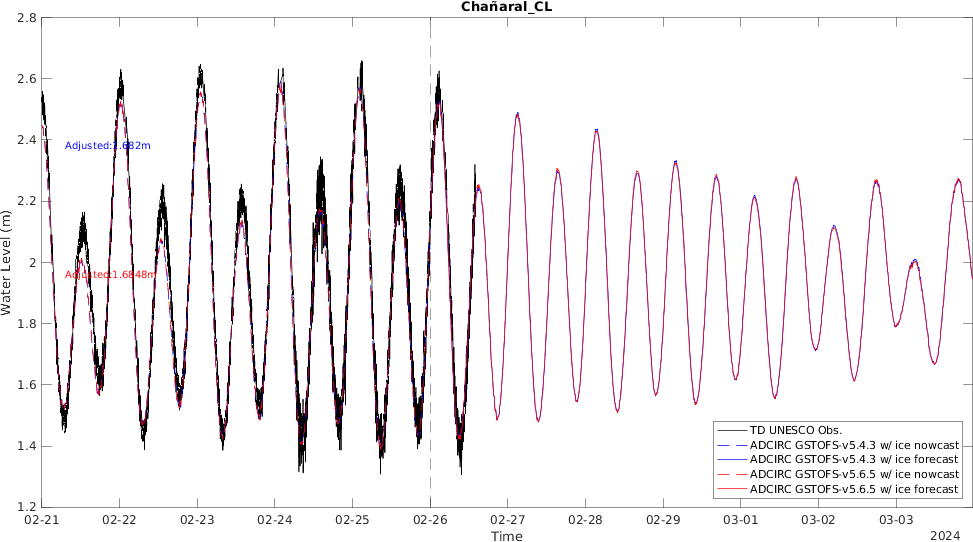 Chañaral_CL
Water Level (m)
2.8
2.6
2.4
2.2
2
1.8
1.6
1.4
1.2
Adjusted:1.682m
Adjusted:1.6848m
TD UNESCO Obs.
ADCIRC GSTOFS-v5.4.3 w/ ice nowcast
ADCIRC GSTOFS-v5.4.3 w/ ice forecast
ADCIRC GSTOFS-v5.6.5 w/ ice nowcast
ADCIRC GSTOFS-v5.6.5 w/ ice forecast
02-21 02-22 02-23 02-24 02-25 02-26 02-27 02-28 02-29 03-01 03-02 03-03
Time
2024